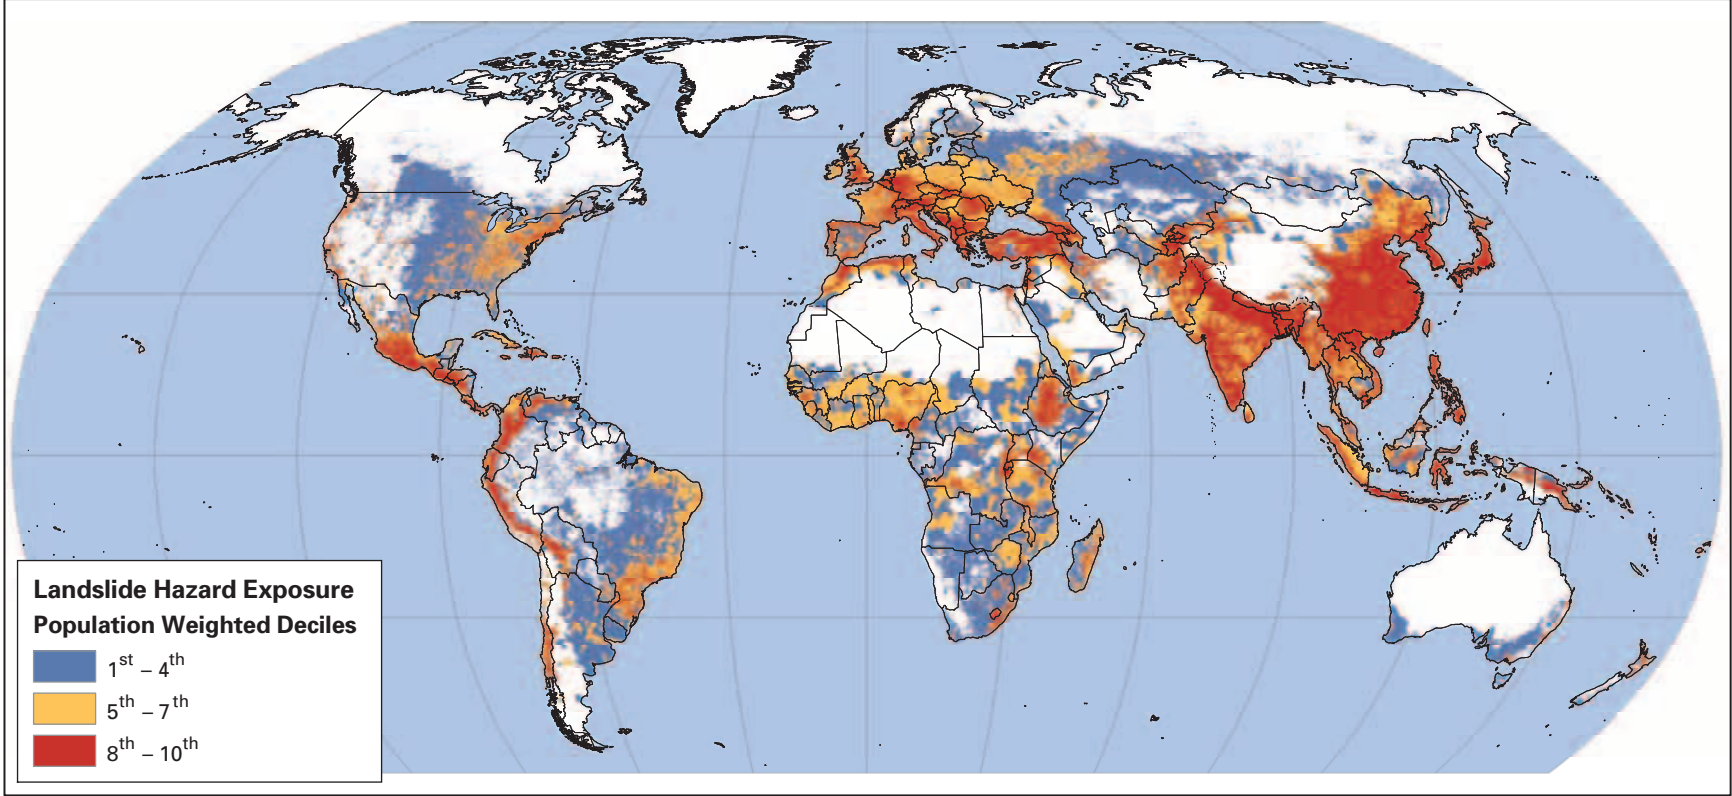 Landslide Hazard Exposure
Population Weighted Deciles
1st – 4th
5th – 7th
8th – 10th